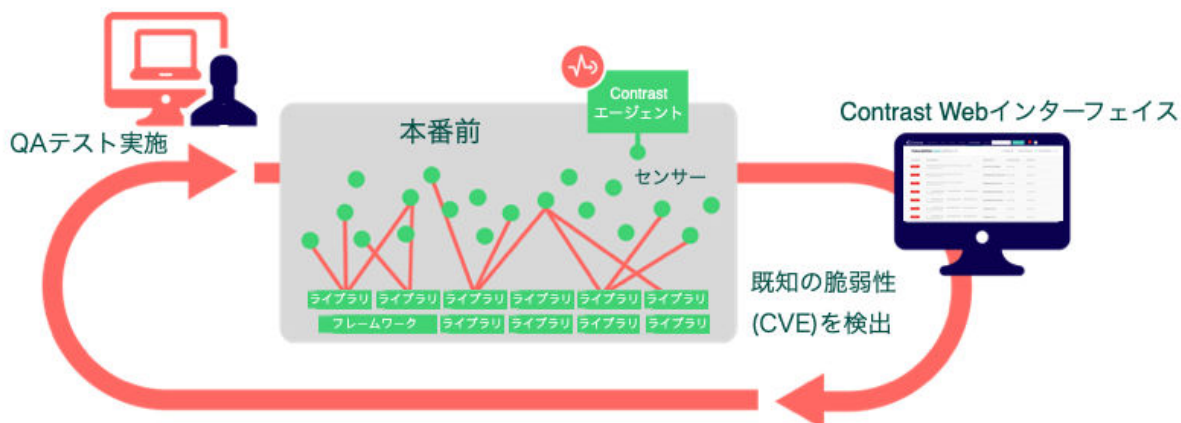 QAテスト実施
本番前
Contrast
エージェント
センサー
Contrast Webインターフェイス
ライブラリ ライブラリ ライブラリ ライブラリ ライブラリ ライブラリ
フレームワーク ライブラリ ライブラリ ライブラリ ライブラリ
既知の脆弱性
(CVE)を検出